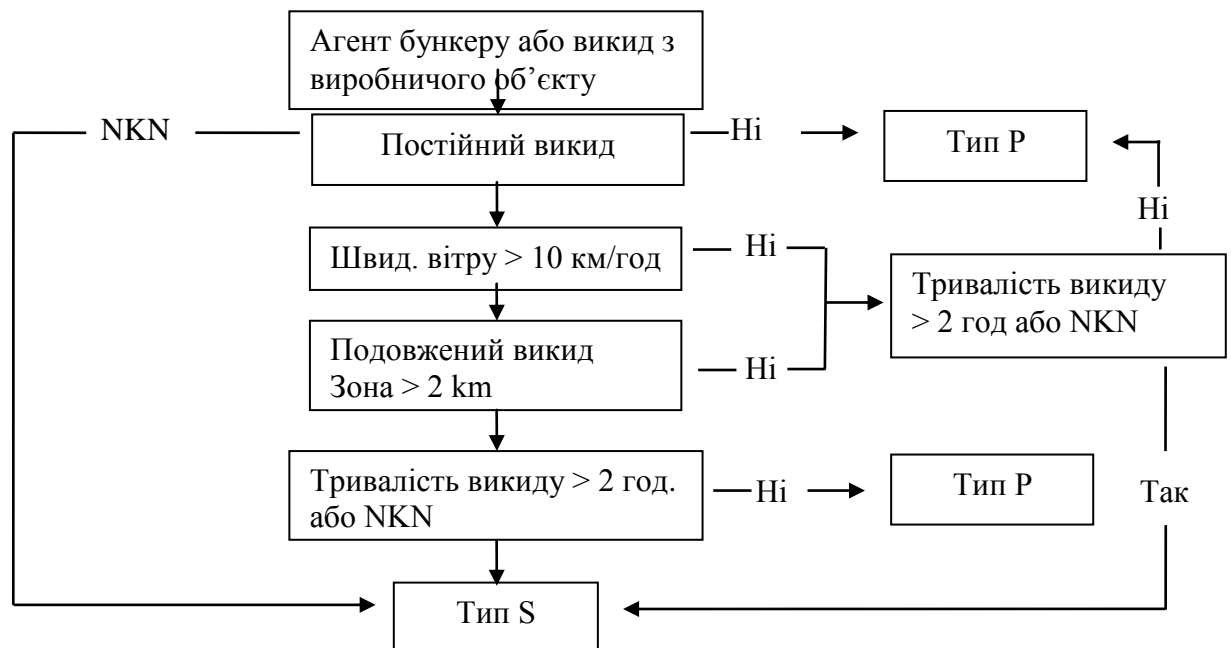 Агент бункеру або викид з
виробничого об’єкту
NKN
Постійний викид
Ні
Тип P
Ні
Швид. вітру > 10 км/год
Ні
Тривалість викиду
> 2 год або NKN
Подовжений викид
Зона > 2 km
Ні
Тривалість викиду > 2 год.
або NKN
Ні
Тип P
Так
Тип S